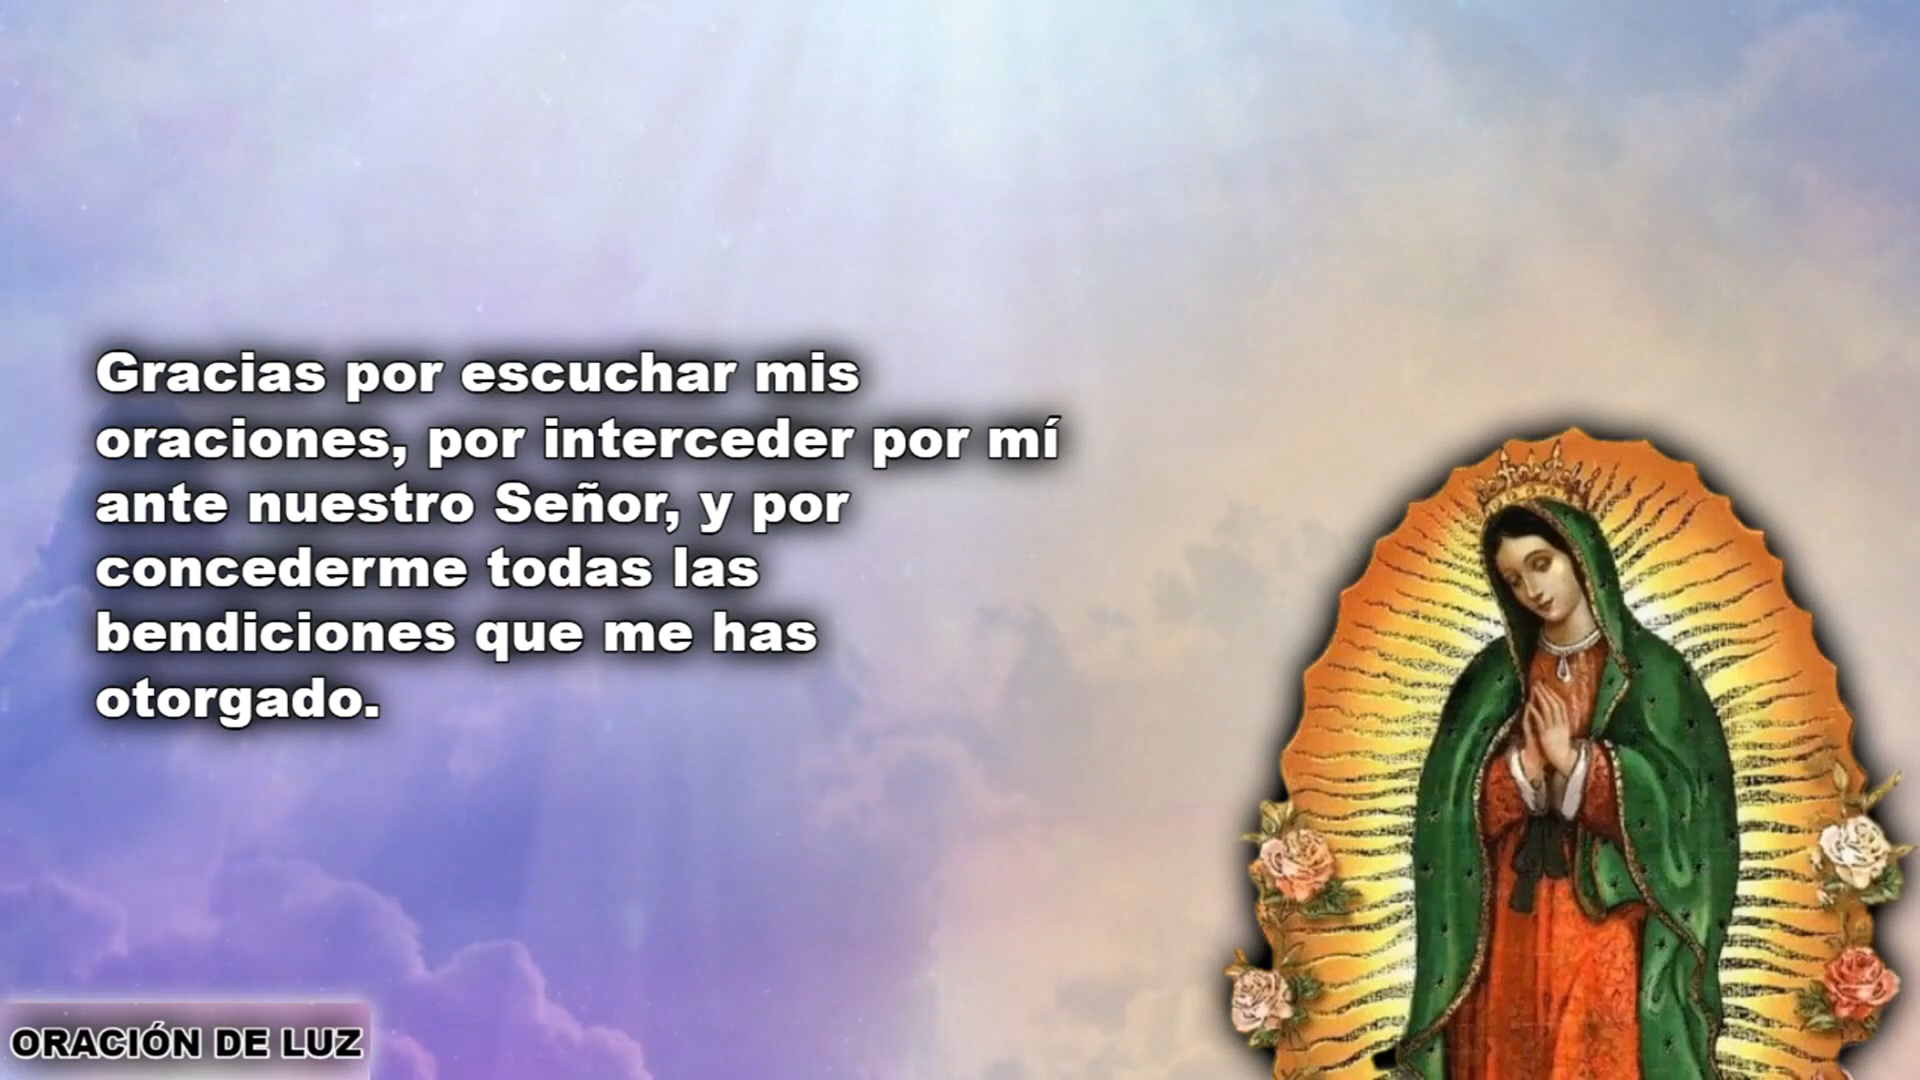 Gracias por escuchar mis
oraciones, por interceder por mí
ante nuestro Señor, y por
concederme todas las
bendiciones que me has
otorgado.
ORACIÓN DE LUZ